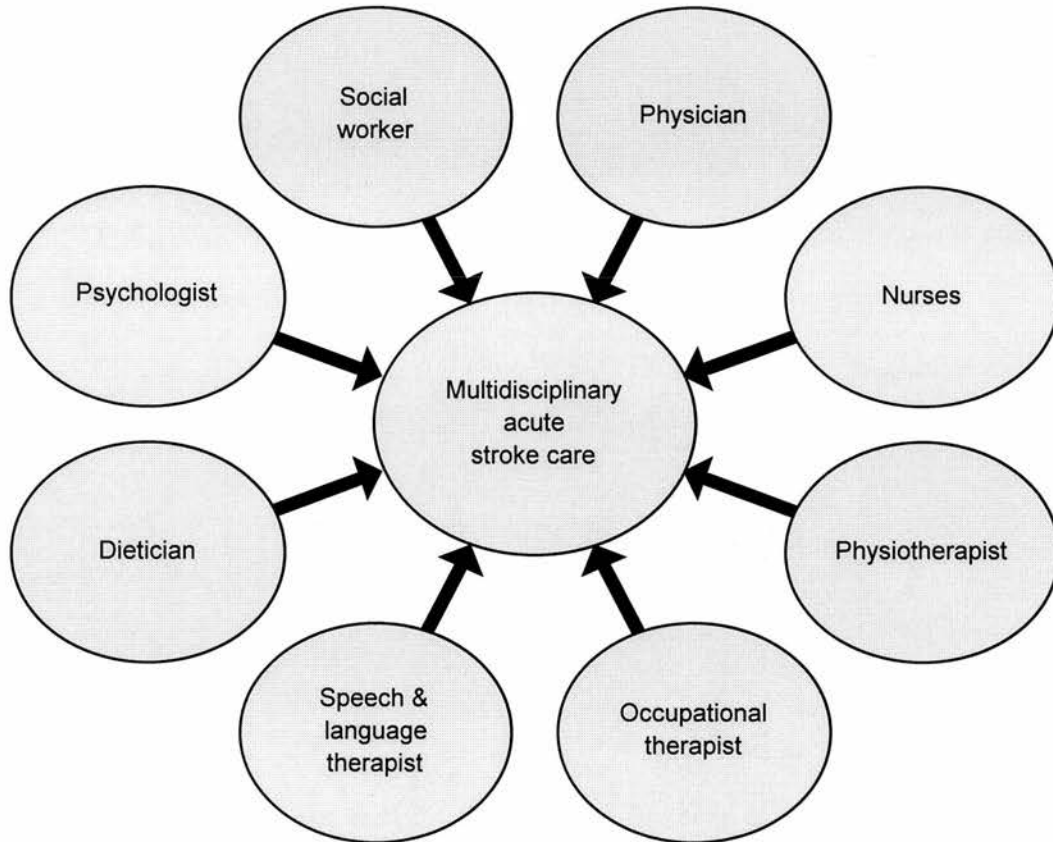 Social
worker
Physician
Psychologist
Nurses
Multidisciplinary
acute
stroke care
Dietician
Physiotherapist
Speech &
language
therapist
Occupational
therapist